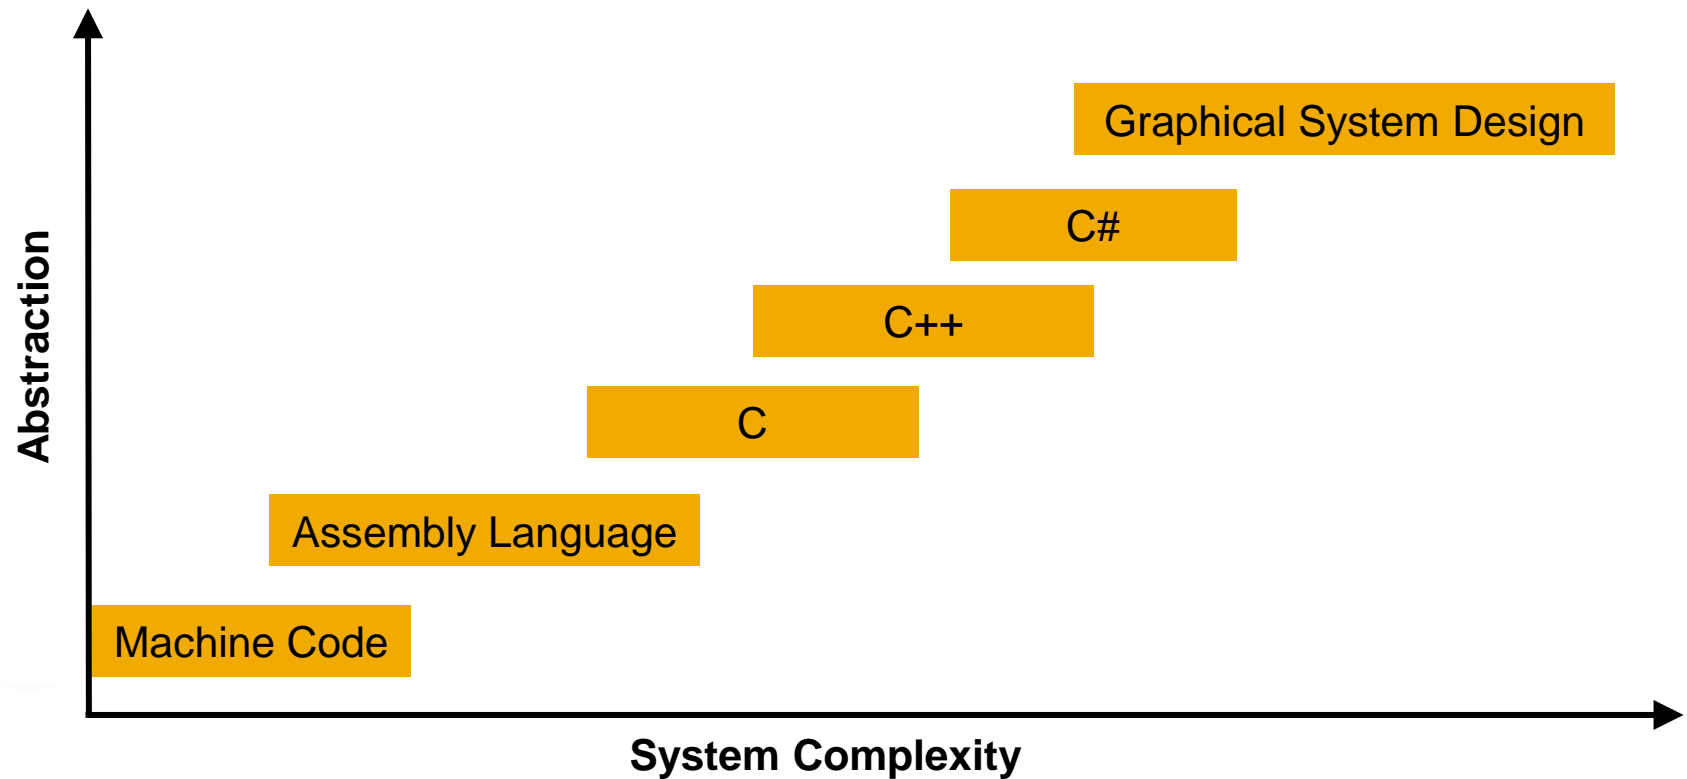 Graphical System Design
C#
C++
C
Assembly Language
Machine Code
Abstraction
System Complexity